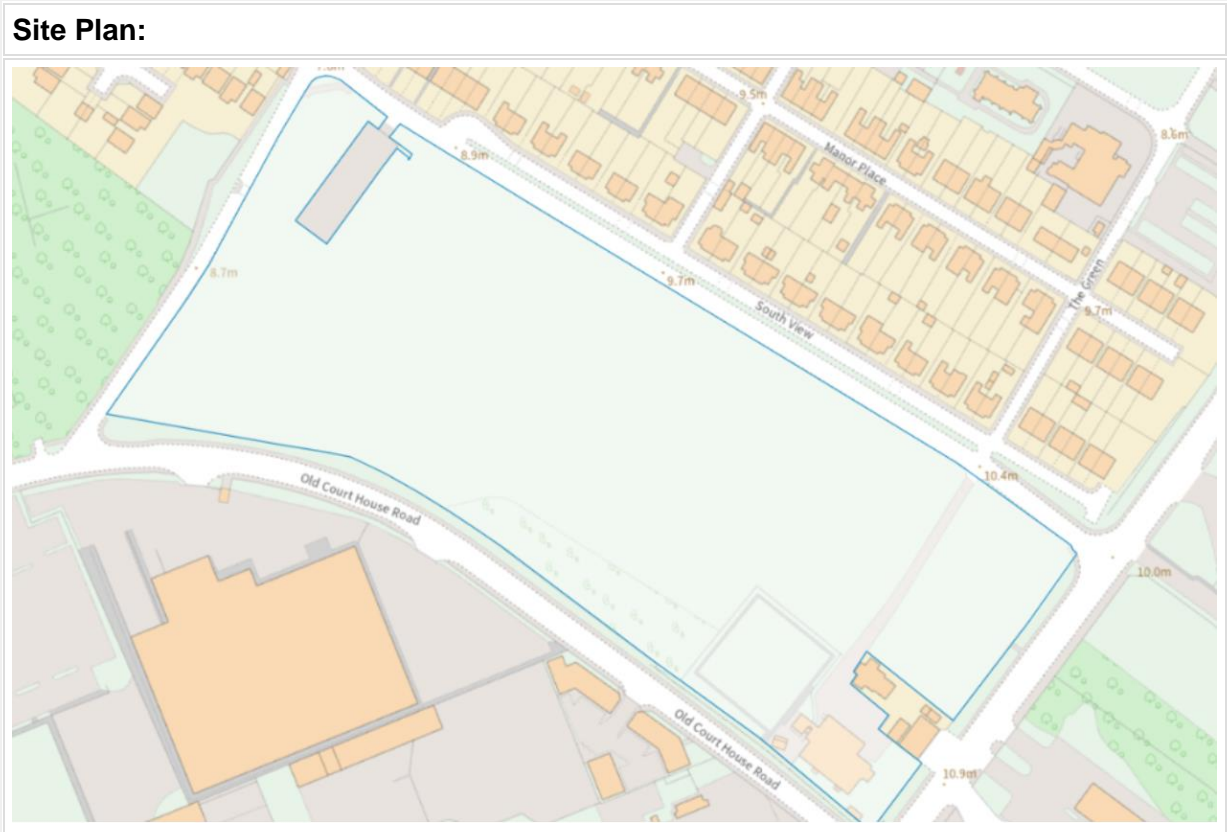 Site Plan:
9.5m
8.6m
Manor Place
8.9m
8.7m
9.7m
The Green
South View
9.7m
10.4m
Old Court House Road
10.0m
Old Court House Road
10.9m